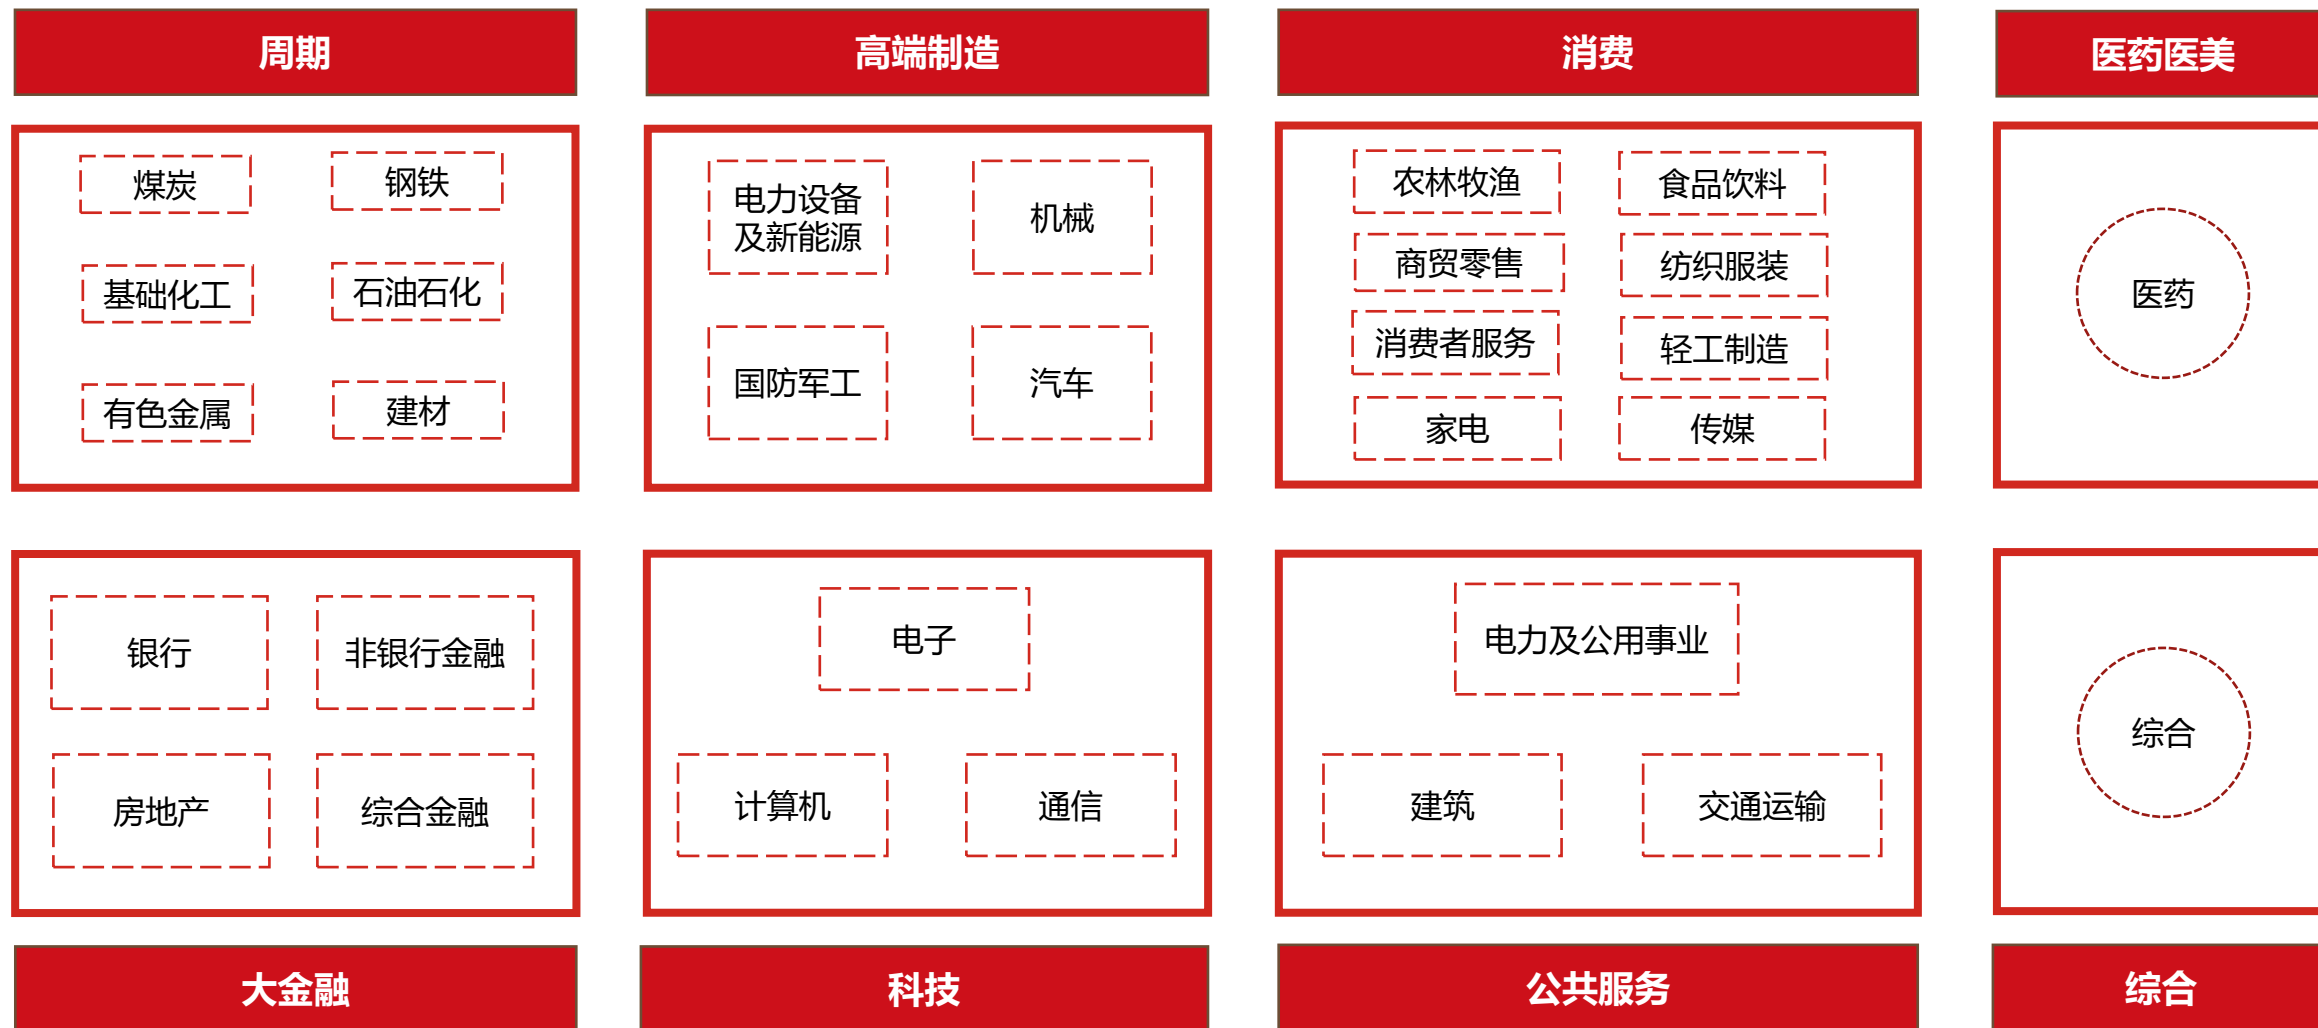 周期
高端制造
消费
医药医美
煤炭
钢铁
基础化工
石油石化
有色金属
建材
电力设备
及新能源
机械
国防军工
汽车
农林牧渔
食品饮料
商贸零售
纺织服装
消费者服务
轻工制造
家电
传媒
医药
银行
非银行金融
房地产
综合金融
电子
计算机
通信
电力及公用事业
建筑
交通运输
综合
大金融
科技
公共服务
综合